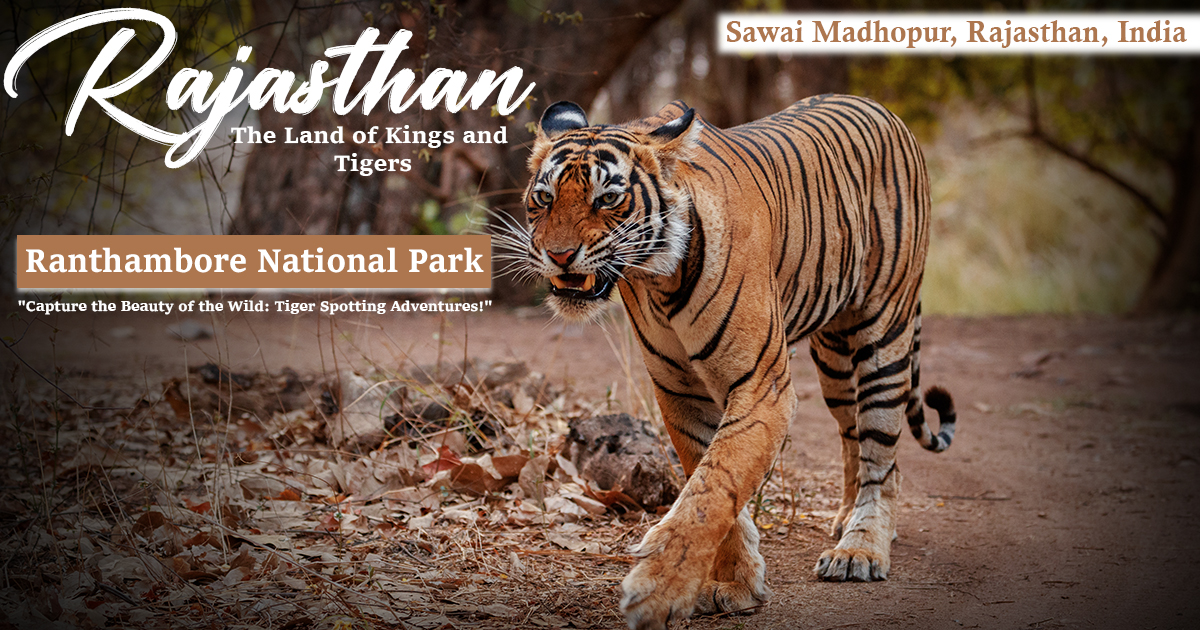 Rajasthan
The Land of Kings and
Tigers
Sawai Madhopur, Rajasthan, India
Ranthambore National Park
"Capture the Beauty of the Wild: Tiger Spotting Adventures!"